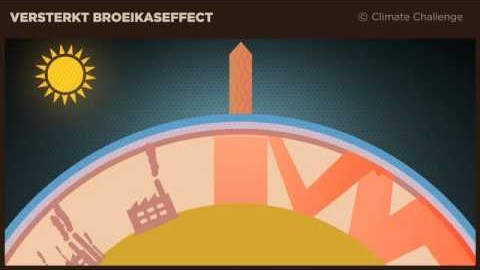 VERSTERKT BROEIKASEFFECT
© Climate Challenge